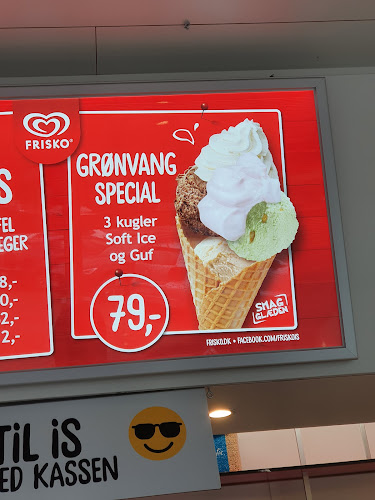 FRISKO®
GRØNVANG
SPECIAL
3 kugler
Soft Ice
og Guf
79,-
SMAG
GLÆDEN
FRISKO.DK • FACEBOOK.COM/FRISKOIS
TIL IS
ED KASSEN